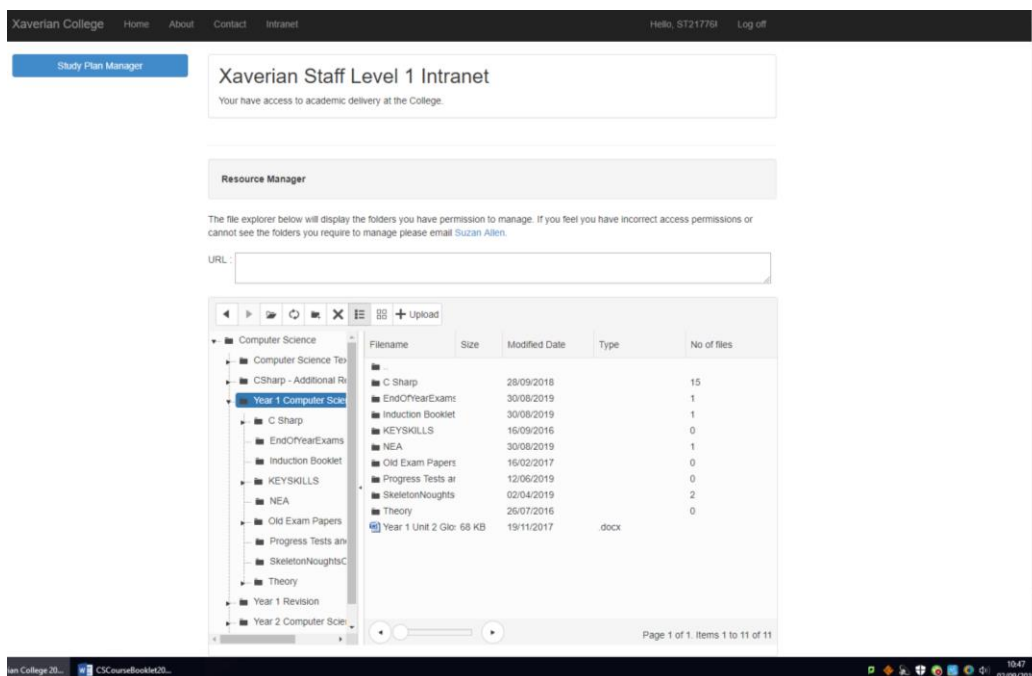 Xaverian College Home About Contact Intranet Hello, ST21776! Log off
Study Plan Manager
Xaverian Staff Level 1 Intranet
Your have access to academic delivery at the College.
Resource Manager
The file explorer below will display the folders you have permission to manage. If you feel you have incorrect access permissions or
cannot see the folders you require to manage please email Suzan Allen.
URL :
Upload
Computer Science
Computer Science Tex
CSharp - Additional Re
Year 1 Computer Scien
C Sharp
EndOfYearExams
Induction Booklet
KEYSKILLS
NEA
Old Exam Papers
Progress Tests and
SkeletonNoughtsC
Theory
Year 1 Revision
Year 2 Computer Scien
Filename Size Modified Date Type No of files
..
C Sharp 28/09/2018 15
EndOfYearExams 30/08/2019 1
Induction Booklet 30/08/2019 1
KEYSKILLS 16/09/2016 0
NEA 30/08/2019 1
Old Exam Papers 16/02/2017 0
Progress Tests ar 12/06/2019 0
SkeletonNoughts 02/04/2019 2
Theory 26/07/2016 0
Year 1 Unit 2 Glo: 68 KB 19/11/2017 .docx
Page 1 of 1. Items 1 to 11 of 11
ian College 20... CSCourseBooklet20... 10:47